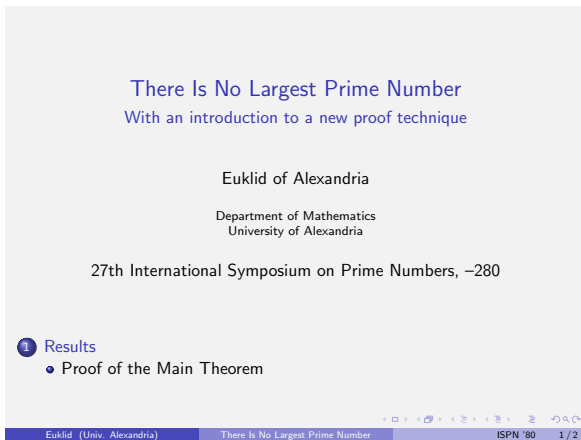 There Is No Largest Prime Number
With an introduction to a new proof technique
Euklid of Alexandria
Department of Mathematics
University of Alexandria
27th International Symposium on Prime Numbers, –280
1 Results
Proof of the Main Theorem
Euklid (Univ. Alexandria) There Is No Largest Prime Number ISPN ’80 1 / 2